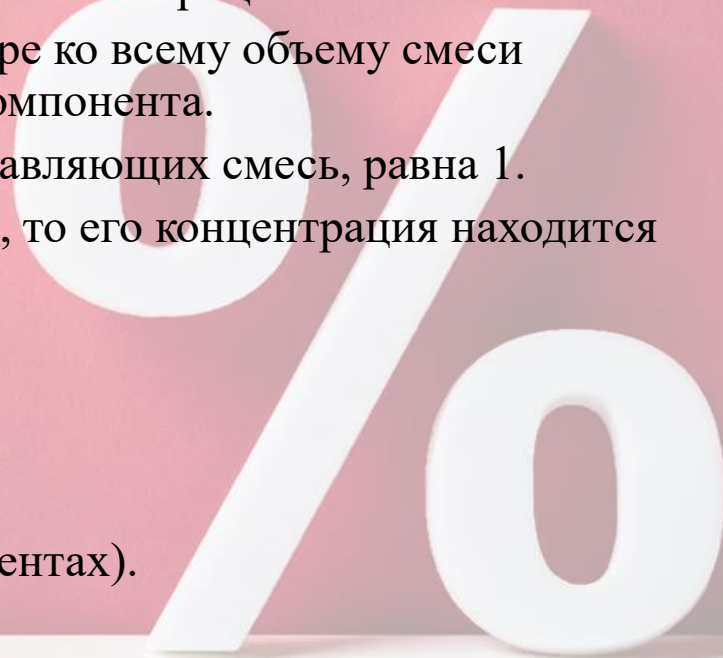 ре ко всему объему смеси
омпонента.
авляющих смесь, равна 1.
, то его концентрация находится
ентах).
%